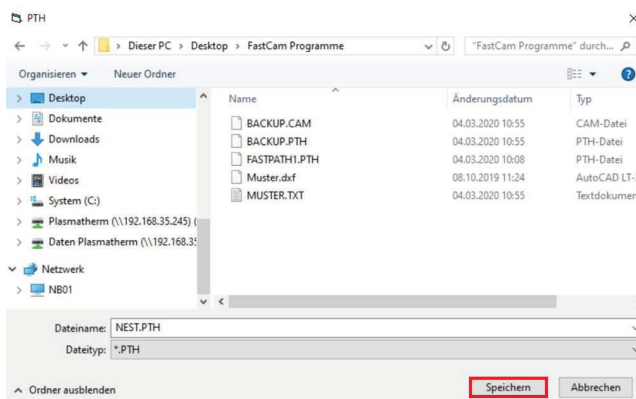 PTH
Dieser PC > Desktop > FastCam Programme "FastCam Programme" durch...
Organisieren Neuer Ordner ?
Desktop
Dokumente
Downloads
Musik
Videos
System (C:)
Plasmatherm (\\192.168.35.245) (
Daten Plasmatherm (\\192.168.35
Netzwerk
NB01
Name Änderungsdatum Typ
BACKUP.CAM 04.03.2020 10:55 CAM-Datei
BACKUP.PTH 04.03.2020 10:55 PTH-Datei
FASTPATH1.PTH 04.03.2020 10:08 PTH-Datei
Muster.dxf 08.10.2019 11:24 AutoCAD LT-
MUSTER.TXT 04.03.2020 10:55 Textdokumen
Dateiname: NEST.PTH
Dateityp: *.PTH
Ordner ausblenden Speichern Abbrechen